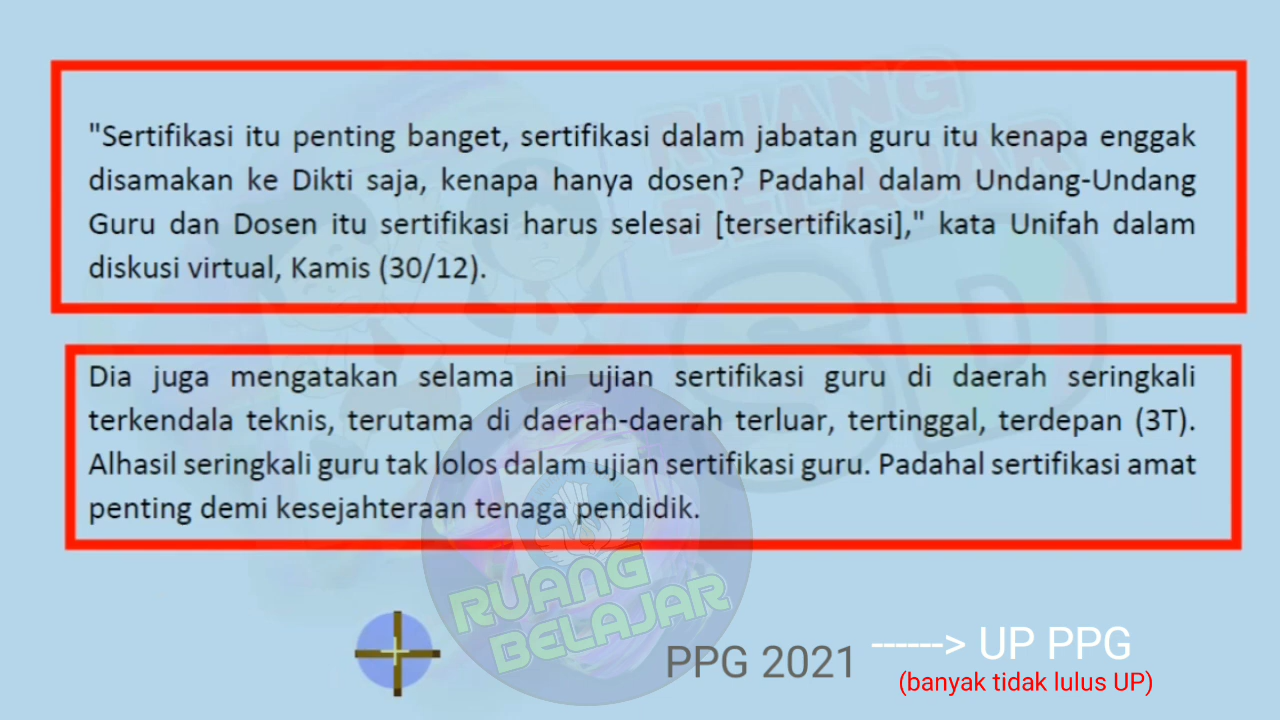 "Sertifikasi itu penting banget, sertifikasi dalam jabatan guru itu kenapa enggak
disamakan ke Dikti saja, kenapa hanya dosen? Padahal dalam Undang-Undang
Guru dan Dosen itu sertifikasi harus selesai [tersertifikasi]," kata Unifah dalam
diskusi virtual, Kamis (30/12).
Dia juga mengatakan selama ini ujian sertifikasi guru di daerah seringkali
terkendala teknis, terutama di daerah-daerah terluar, tertinggal, terdepan (3T).
Alhasil seringkali guru tak lolos dalam ujian sertifikasi guru. Padahal sertifikasi amat
penting demi kesejahteraan tenaga pendidik.
RUANG
BELAJAR
SD
RUANG
BELAJAR
PPG 2021 ------> UP PPG
(banyak tidak lulus UP)